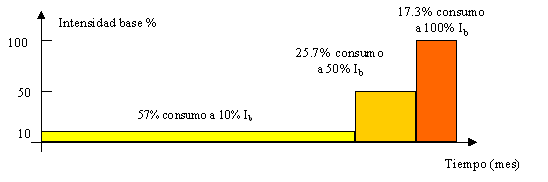 17.3% consumo
a 100% Ib
Intensidad base %
100
25.7% consumo
a 50% Ib
50
57% consumo a 10% Ib
10
Tiempo (mes)